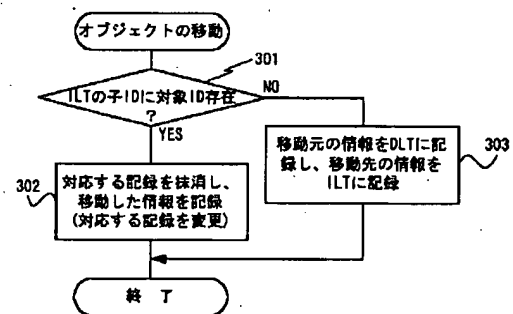 オブジェクトの移動
301
ILTの子IDに対象ID存在
?
NO
YES
移動元の情報をDLTに記
録し、移動先の情報を
ILTに記録
303
302
対応する記録を抹消し、
移動した情報を記録
(対応する記録を変更)
終 了